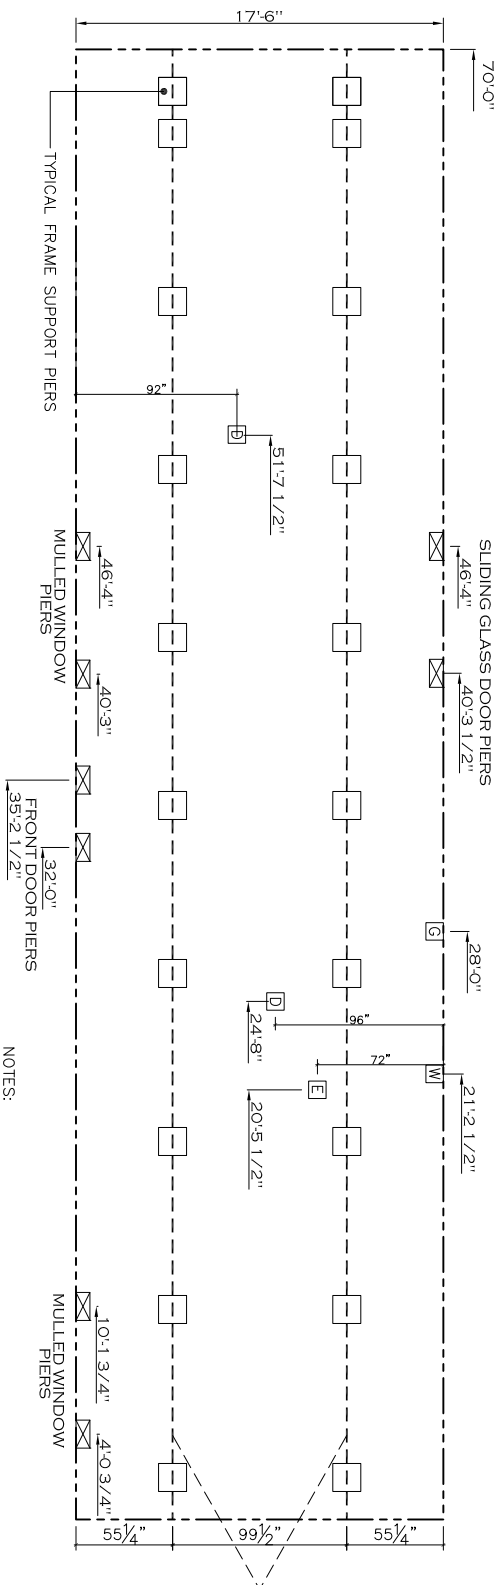 17'-6"
70'-0"
TYPICAL FRAME SUPPORT PIERS
92"
D
51'-7 1/2"
SLIDING GLASS DOOR PIERS
46'-4"
40'-3 1/2"
MULLED WINDOW
PIERS
46'-4"
40'-3"
FRONT DOOR PIERS
35'-2 1/2"
32'-0"
G
28'-0"
D
24'-8"
96"
72"
W
21'-2 1/2"
E
20'-5 1/2"
NOTES:
MULLED WINDOW
PIERS
10'-1 3/4"
4'-0 3/4"
55 1/4"
99 1/2"
55 1/4"